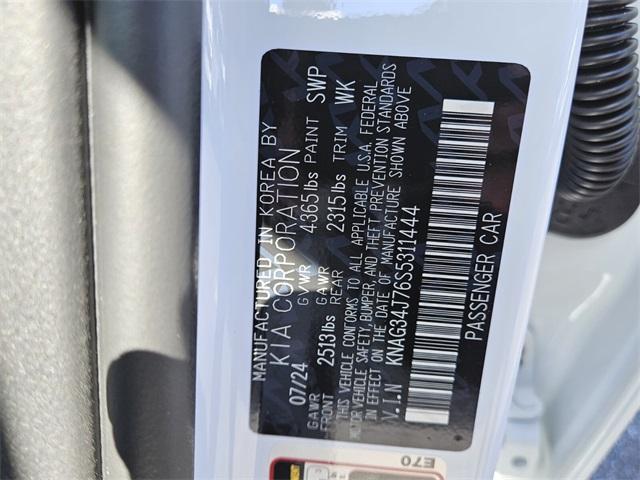 MANUFACTURED IN KOREA BY
KIA CORPORATION
07/24 GVWR 4365lbs PAINT SWP
GAWR FRONT 2513lbs GAWR REAR 2315lbs TRIM WK
THIS VEHICLE CONFORMS TO ALL APPLICABLE U.S.A. FEDERAL
MOTOR VEHICLE SAFETY, BUMPER, AND THEFT PREVENTION STANDARDS
IN EFFECT ON THE DATE OF MANUFACTURE SHOWN ABOVE
V.I.N KNAG34J76S5311444
PASSENGER CAR
E70